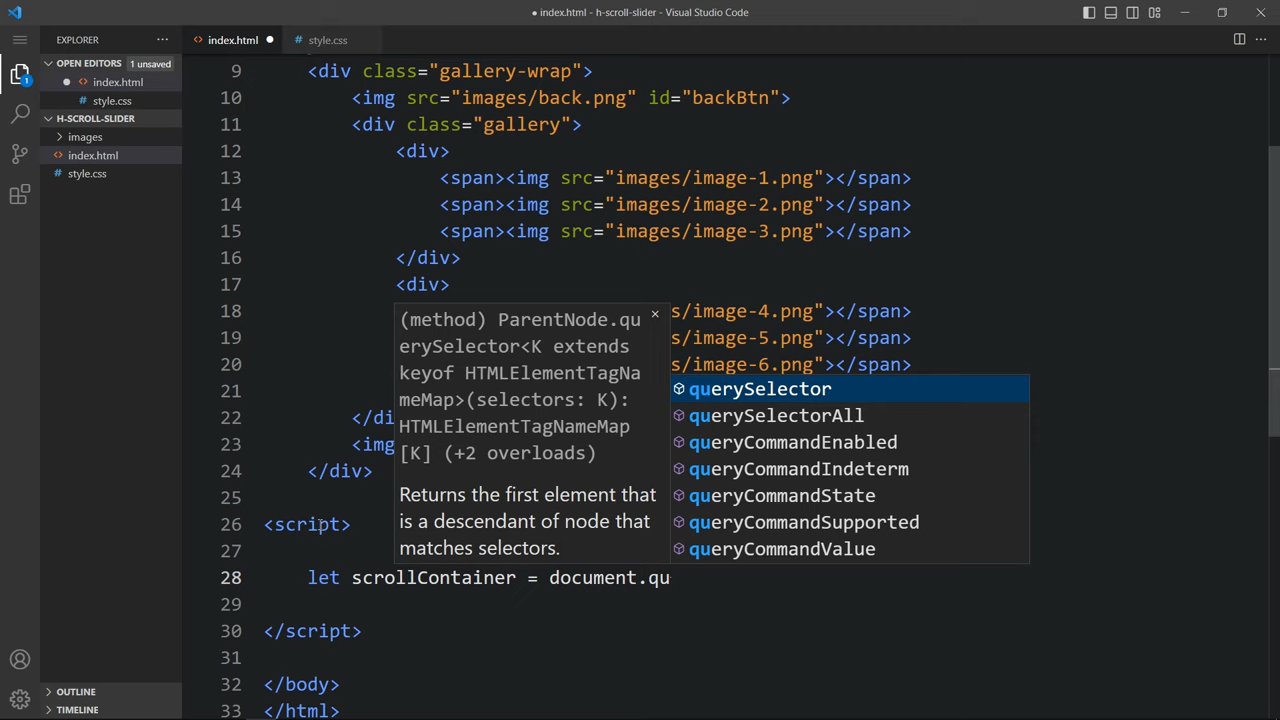 ● index.html - h-scroll-slider - Visual Studio Code
EXPLORER
OPEN EDITORS 1 unsaved
index.html
style.css
H-SCROLL-SLIDER
images
index.html
style.css
OUTLINE
TIMELINE
1
index.html
style.css
9 <div class="gallery-wrap">
10 <img src="images/back.png" id="backBtn">
11 <div class="gallery">
12 <div>
13 <span><img src="images/image-1.png"></span>
14 <span><img src="images/image-2.png"></span>
15 <span><img src="images/image-3.png"></span>
16 </div>
17 <div>
18 s/image-4.png"></span>
19 s/image-5.png"></span>
20 s/image-6.png"></span>
21
22 </di
23 <img
24 </div>
25
26 <script>
27
28 let scrollContainer = document.qu
29
30 </script>
31
32 </body>
33 </html>
(method) ParentNode.qu
erySelector<K extends
keyof HTMLElementTagNa
meMap>(selectors: K):
HTMLElementTagNameMap
[K] (+2 overloads)
Returns the first element that
is a descendant of node that
matches selectors.
querySelector
querySelectorAll
queryCommandEnabled
queryCommandIndeterm
queryCommandState
queryCommandSupported
queryCommandValue